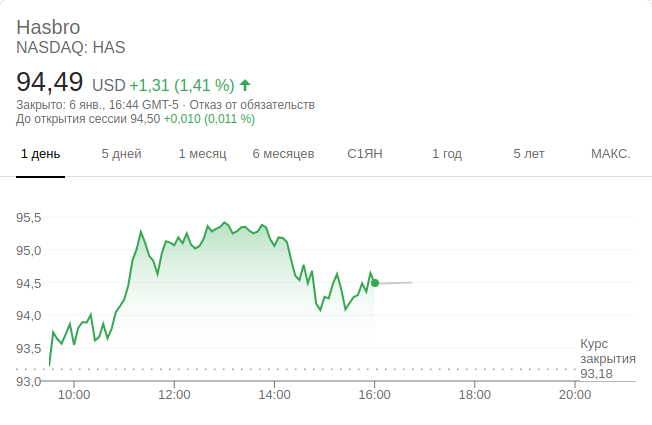 Hasbro
NASDAQ: HAS
94,49 USD +1,31 (1,41 %)
Закрыто: 6 янв., 16:44 GMT-5 · Отказ от обязательств
До открытия сессии 94,50 +0,010 (0,011 %)
1 день 5 дней 1 месяц 6 месяцев С1ЯН 1 год 5 лет МАКС.
95,5
95,0
94,5
94,0
93,5
93,0
Курс
закрытия
93,18
10:00 12:00 14:00 16:00 18:00 20:00